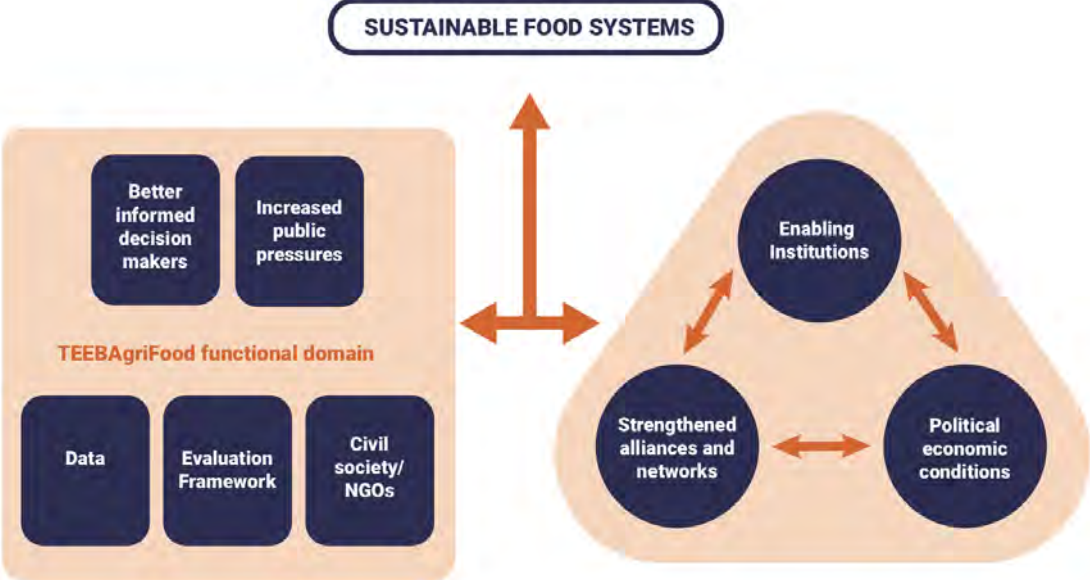 SUSTAINABLE FOOD SYSTEMS
Better
informed
decision
makers
Increased
public
pressures
TEEBAgriFood functional domain
Data
Evaluation
Framework
Civil
society/
NGOs
Enabling
Institutions
Strengthened
alliances and
networks
Political
economic
conditions